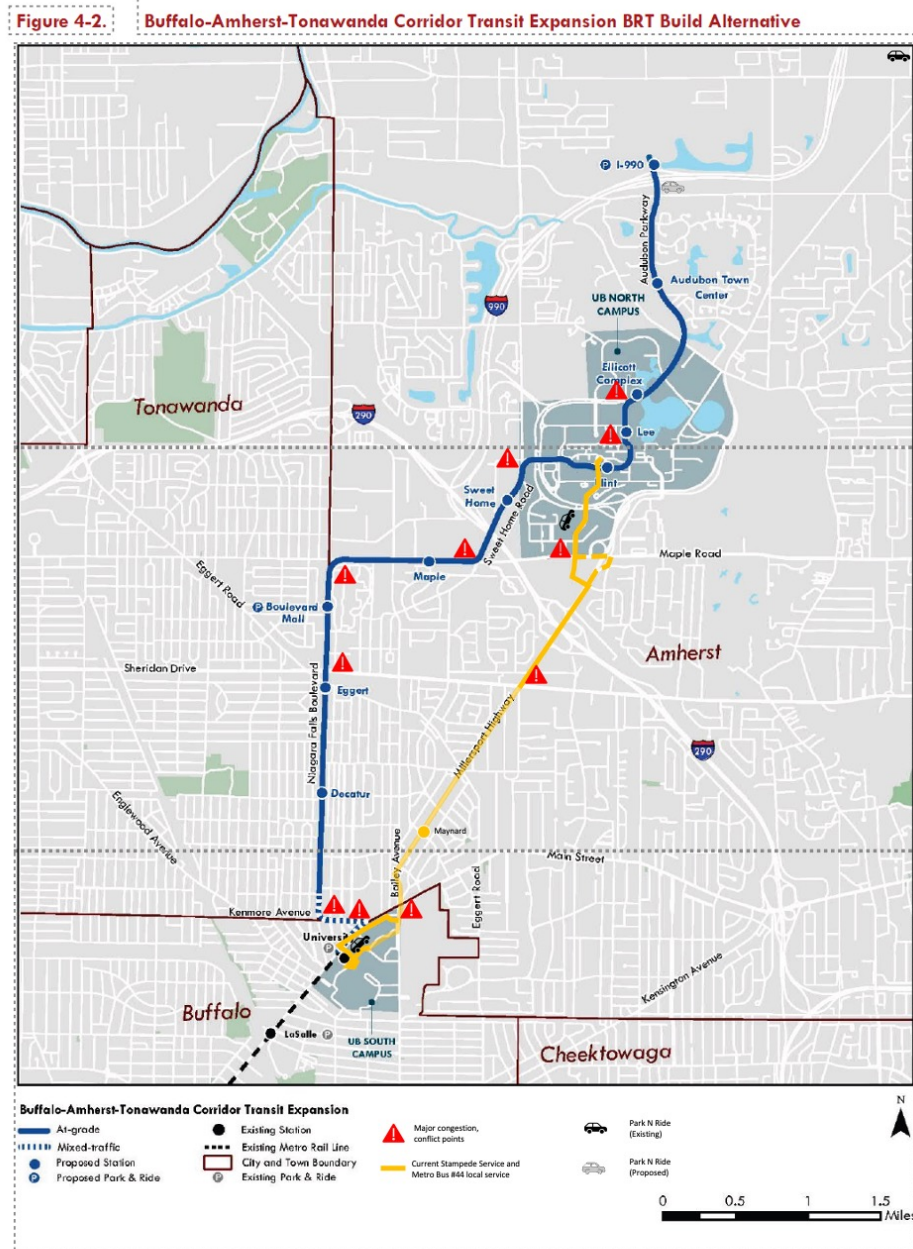 Figure 4-2. Buffalo-Amherst-Tonawanda Corridor Transit Expansion BRT Build Alternative
P I-990
Audubon Parkway
Audubon Town
Center
UB NORTH
CAMPUS
990
Ellicott
Complex
Tonawanda
290
Lee
Sweet
Home
lint
Sweet Home Road
Maple Road
Maple
Eggert Road
P Boulevard
Mall
Amherst
Sheridan Drive
Eggert
Niagara Falls Boulevard
Millersport Highway
290
Decatur
Englewood Avenue
Maynard
Bailey Avenue
Main Street
Eggert Road
Kenmore Avenue
Universi
P
Kensington Avenue
Buffalo
LaSalle P
UB SOUTH
CAMPUS
Cheektowaga
Buffalo-Amherst-Tonawanda Corridor Transit Expansion
At-grade
Mixed-traffic
Proposed Station
P Proposed Park & Ride
Existing Station
Existing Metro Rail Line
City and Town Boundary
P Existing Park & Ride
Major congestion,
conflict points
Current Stampede Service and
Metro Bus #44 local service
Park N Ride
(Existing)
Park N Ride
(Proposed)
N
0 0.5 1 1.5
Miles